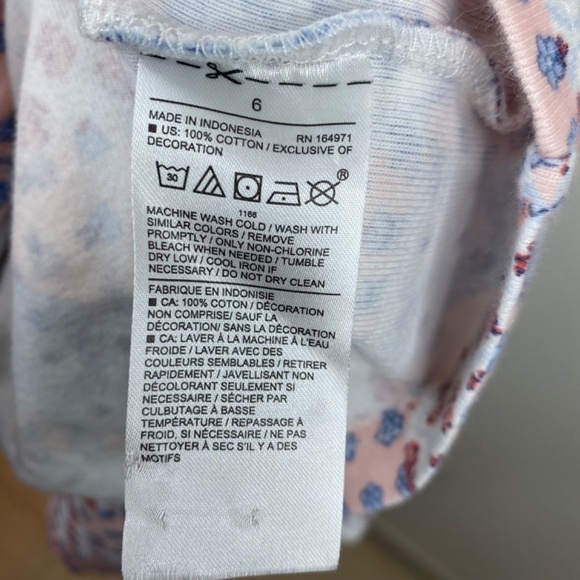 6
MADE IN INDONESIA RN 164971
■ US: 100% COTTON / EXCLUSIVE OF
DECORATION
30 ®
1166
MACHINE WASH COLD / WASH WITH
SIMILAR COLORS / REMOVE
PROMPTLY / ONLY NON-CHLORINE
BLEACH WHEN NEEDED / TUMBLE
DRY LOW / COOL IRON IF
NECESSARY / DO NOT DRY CLEAN
FABRIQUE EN INDONISIE
■ CA: 100% COTON / DÉCORATION
NON COMPRISE/ SAUF LA
DÉCORATION/ SANS LA DÉCORATION
■ CA: LAVER À LA MACHINE À L'EAU
FROIDE / LAVER AVEC DES
COULEURS SEMBLABLES / RETIRER
RAPIDEMENT / JAVELLISANT NON
DÉCOLORANT SEULEMENT SI
NÉCESSAIRE / SÉCHER PAR
CULBUTAGE À BASSE
TEMPÉRATURE / REPASSAGE À
FROID, SI NÉCESSAIRE / NE PAS
NETTOYER À SEC S'IL Y A DES
MOTIFS